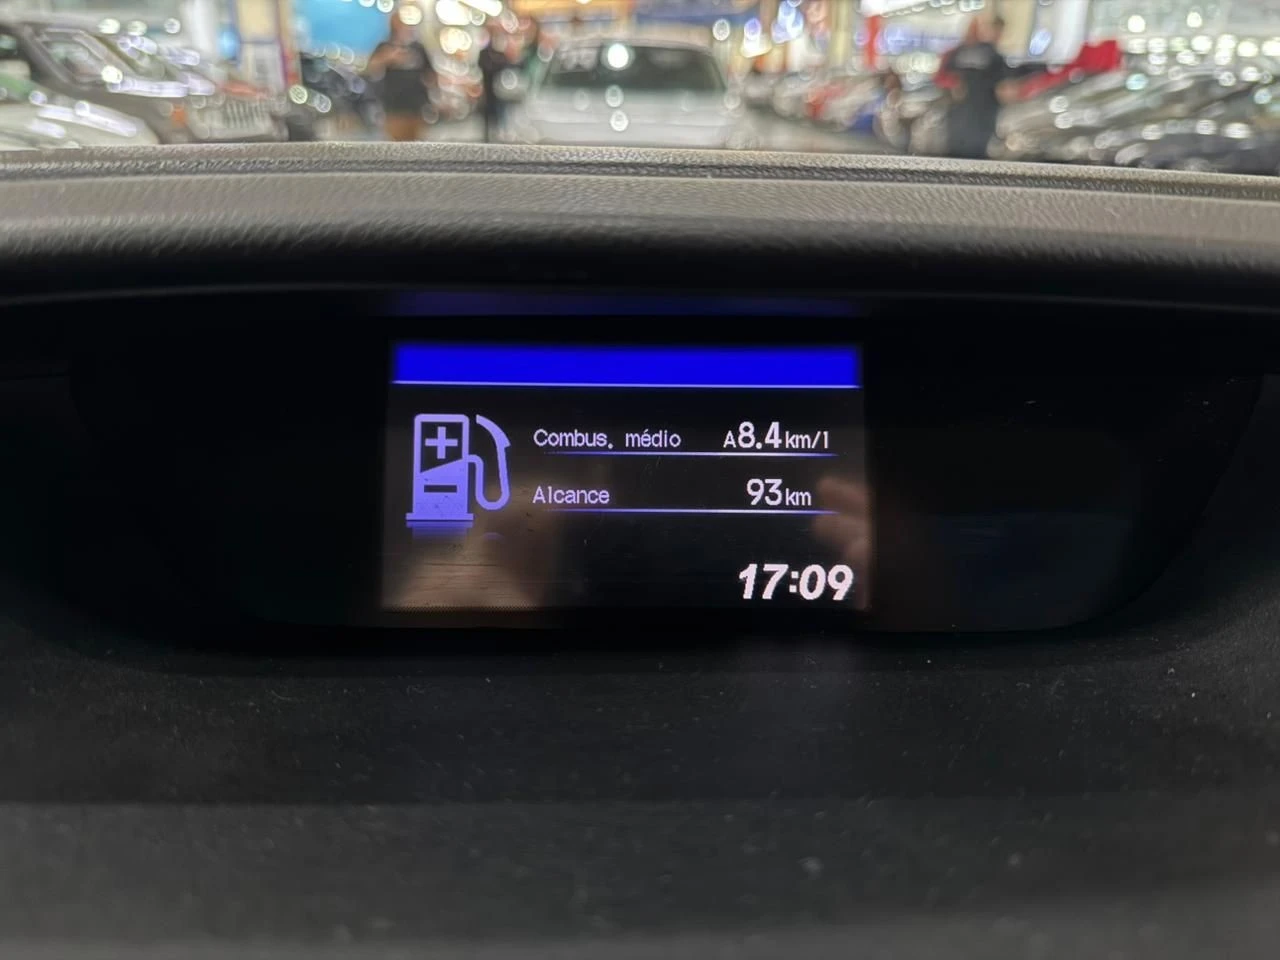 Combus. médio A8.4km/l
Alcance 93km
17:09